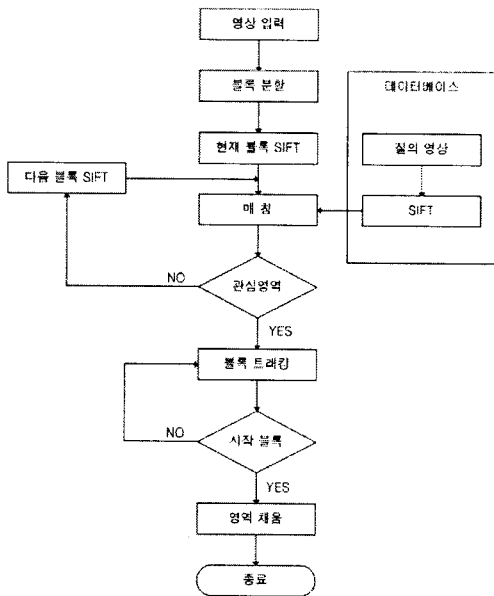 영상 입력
블록 분할
데이터베이스
현재 블록 SIFT
질의 영상
다음 블록 SIFT
매 칭
SIFT
NO
관심영역
YES
블록 트래킹
NO
시작 블록
YES
영역 채움
종료